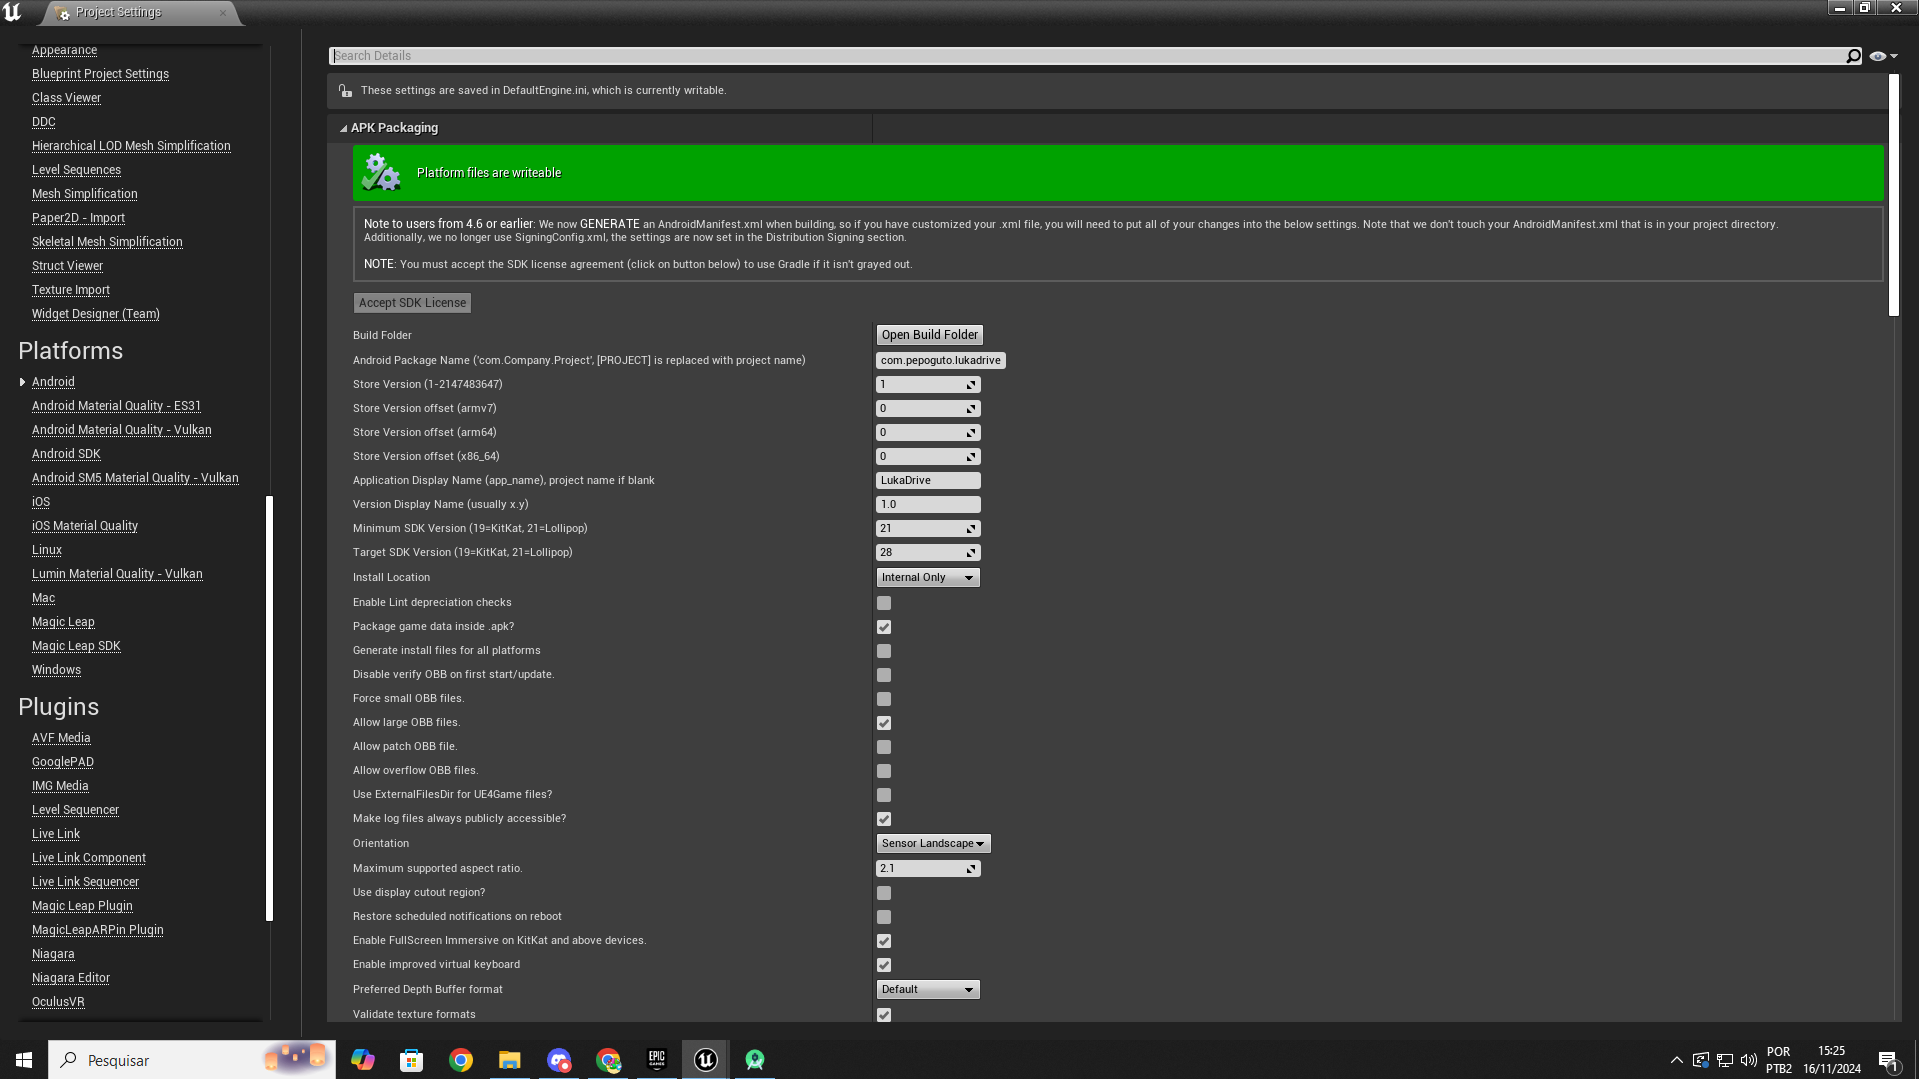 Project Settings
Appearance
Blueprint Project Settings
Class Viewer
DDC
Hierarchical LOD Mesh Simplification
Level Sequences
Mesh Simplification
Paper2D - Import
Skeletal Mesh Simplification
Struct Viewer
Texture Import
Widget Designer (Team)
Platforms
Android
Android Material Quality - ES31
Android Material Quality - Vulkan
Android SDK
Android SM5 Material Quality - Vulkan
iOS
iOS Material Quality
Linux
Lumin Material Quality - Vulkan
Mac
Magic Leap
Magic Leap SDK
Windows
Plugins
AVF Media
GooglePAD
IMG Media
Level Sequencer
Live Link
Live Link Component
Live Link Sequencer
Magic Leap Plugin
MagicLeapARPin Plugin
Niagara
Niagara Editor
OculusVR
Search Details
These settings are saved in DefaultEngine.ini, which is currently writable.
APK Packaging
Platform files are writeable
Note to users from 4.6 or earlier: We now GENERATE an AndroidManifest.xml when building, so if you have customized your .xml file, you will need to put all of your changes into the below settings. Note that we don't touch your AndroidManifest.xml that is in your project directory.
Additionally, we no longer use SigningConfig.xml, the settings are now set in the Distribution Signing section.
NOTE: You must accept the SDK license agreement (click on button below) to use Gradle if it isn't grayed out.
Accept SDK License
Build Folder Open Build Folder
Android Package Name ('com.Company.Project', [PROJECT] is replaced with project name) com.pepoguto.lukadrive
Store Version (1-2147483647) 1
Store Version offset (armv7) 0
Store Version offset (arm64) 0
Store Version offset (x86_64) 0
Application Display Name (app_name), project name if blank LukaDrive
Version Display Name (usually x.y) 1.0
Minimum SDK Version (19=KitKat, 21=Lollipop) 21
Target SDK Version (19=KitKat, 21=Lollipop) 28
Install Location Internal Only
Enable Lint depreciation checks
Package game data inside .apk?
Generate install files for all platforms
Disable verify OBB on first start/update.
Force small OBB files.
Allow large OBB files.
Allow patch OBB file.
Allow overflow OBB files.
Use ExternalFilesDir for UE4Game files?
Make log files always publicly accessible?
Orientation Sensor Landscape
Maximum supported aspect ratio. 2.1
Use display cutout region?
Restore scheduled notifications on reboot
Enable FullScreen Immersive on KitKat and above devices.
Enable improved virtual keyboard
Preferred Depth Buffer format Default
Validate texture formats
Pesquisar
EPIC
GAMES
POR
PTB2
15:25
16/11/2024
1